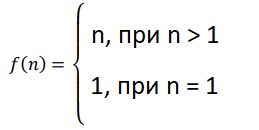 n, при n > 1
f(n) =
1, при n = 1